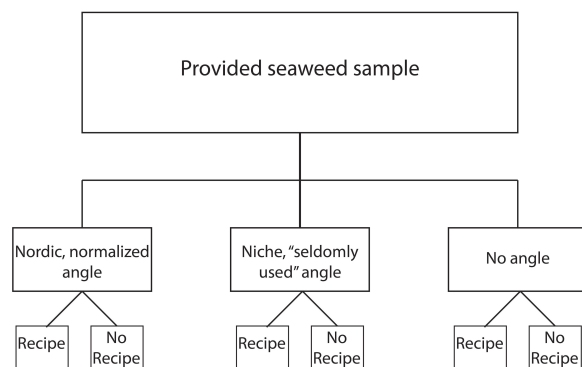 Provided seaweed sample
Nordic, normalized
angle
Niche, “seldomly
used” angle
No angle
Recipe
No
Recipe
Recipe
No
Recipe
Recipe
No
Recipe